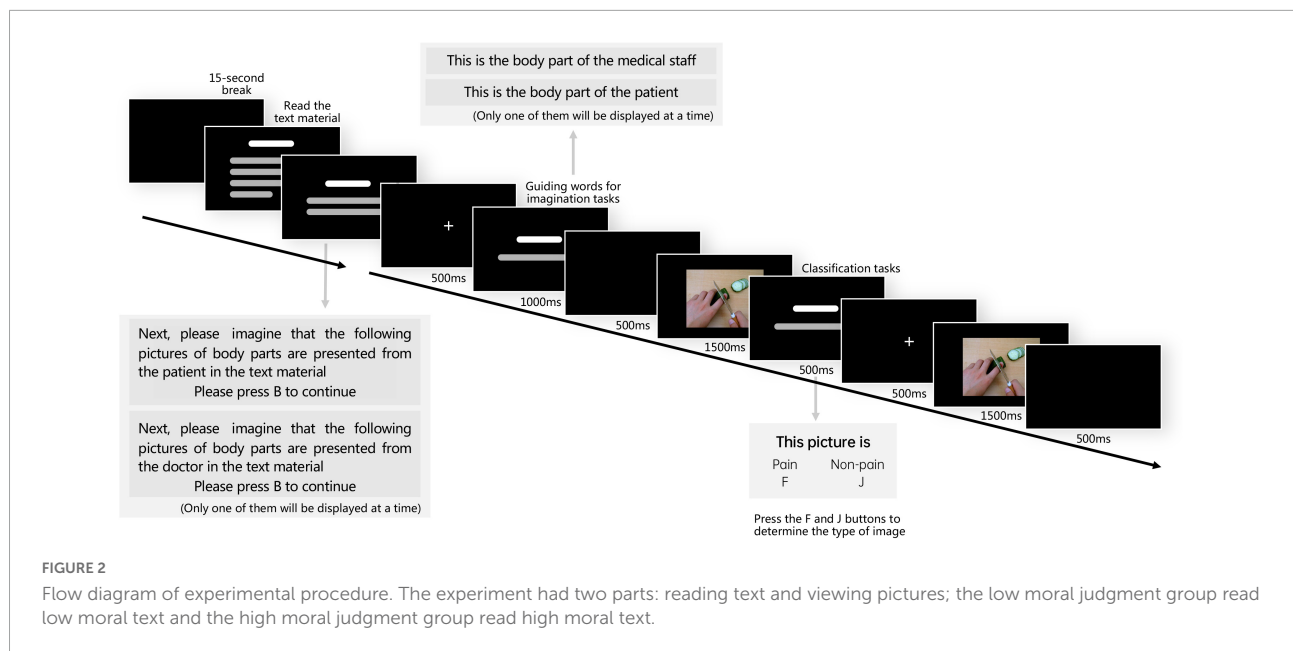 This is the body part of the medical staff
This is the body part of the patient
(Only one of them will be displayed at a time)
15-second
break
Read the
text material
Guiding words for
imagination tasks
+
500ms
1000ms
500ms
1500ms
Classification tasks
500ms
+
500ms
1500ms
500ms
Next, please imagine that the following
pictures of body parts are presented from
the patient in the text material
Please press B to continue
Next, please imagine that the following
pictures of body parts are presented from
the doctor in the text material
Please press B to continue
(Only one of them will be displayed at a time)
This picture is
Pain Non-pain
F J
Press the F and J buttons to
determine the type of image
FIGURE 2
Flow diagram of experimental procedure. The experiment had two parts: reading text and viewing pictures; the low moral judgment group read
low moral text and the high moral judgment group read high moral text.